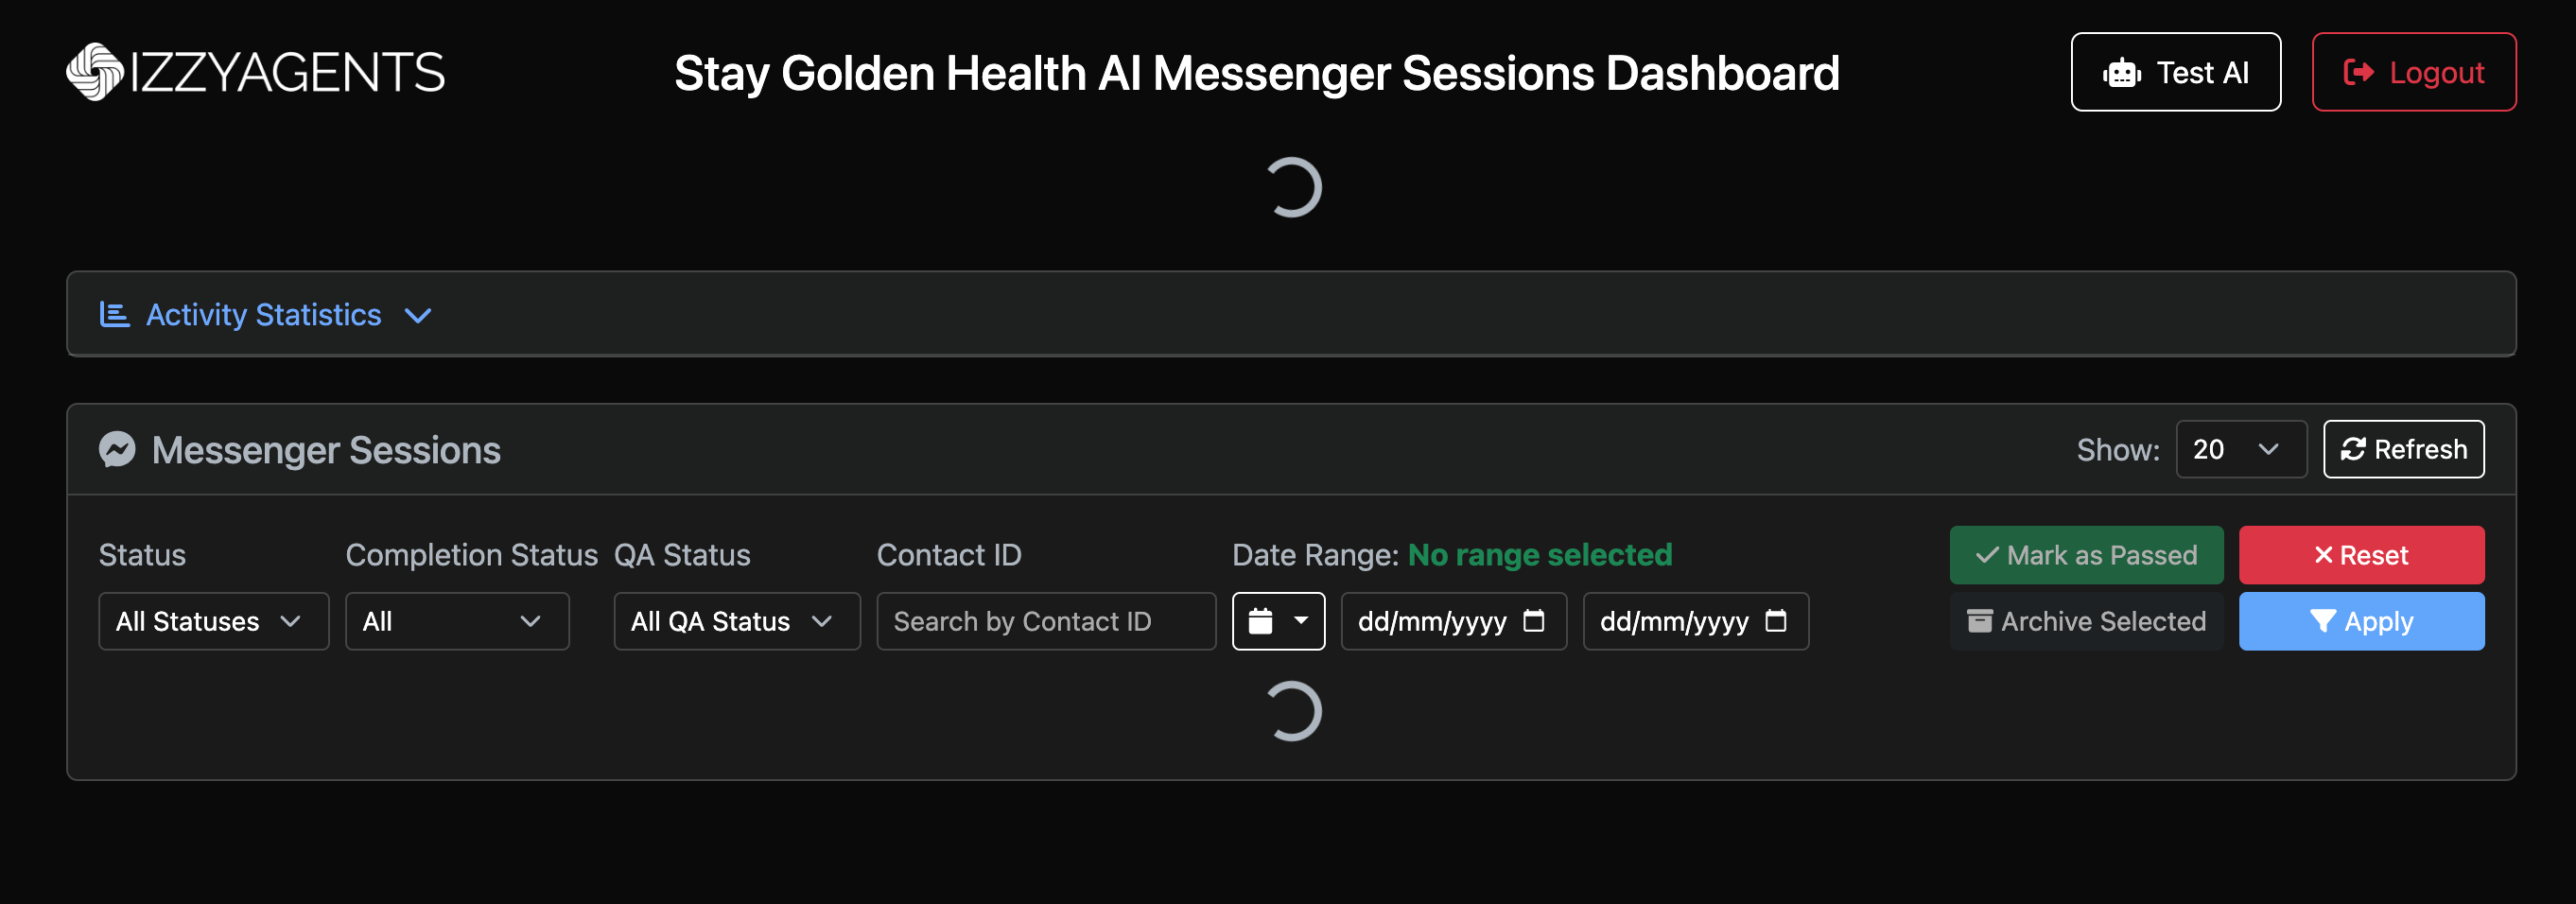 IZZYAGENTS
Stay Golden Health AI Messenger Sessions Dashboard
Test AI
Logout
Activity Statistics
Messenger Sessions
Show:
20
Refresh
Status
Completion Status
QA Status
Contact ID
Date Range: No range selected
Mark as Passed
Reset
All Statuses
All
All QA Status
Search by Contact ID
dd/mm/yyyy
dd/mm/yyyy
Archive Selected
Apply